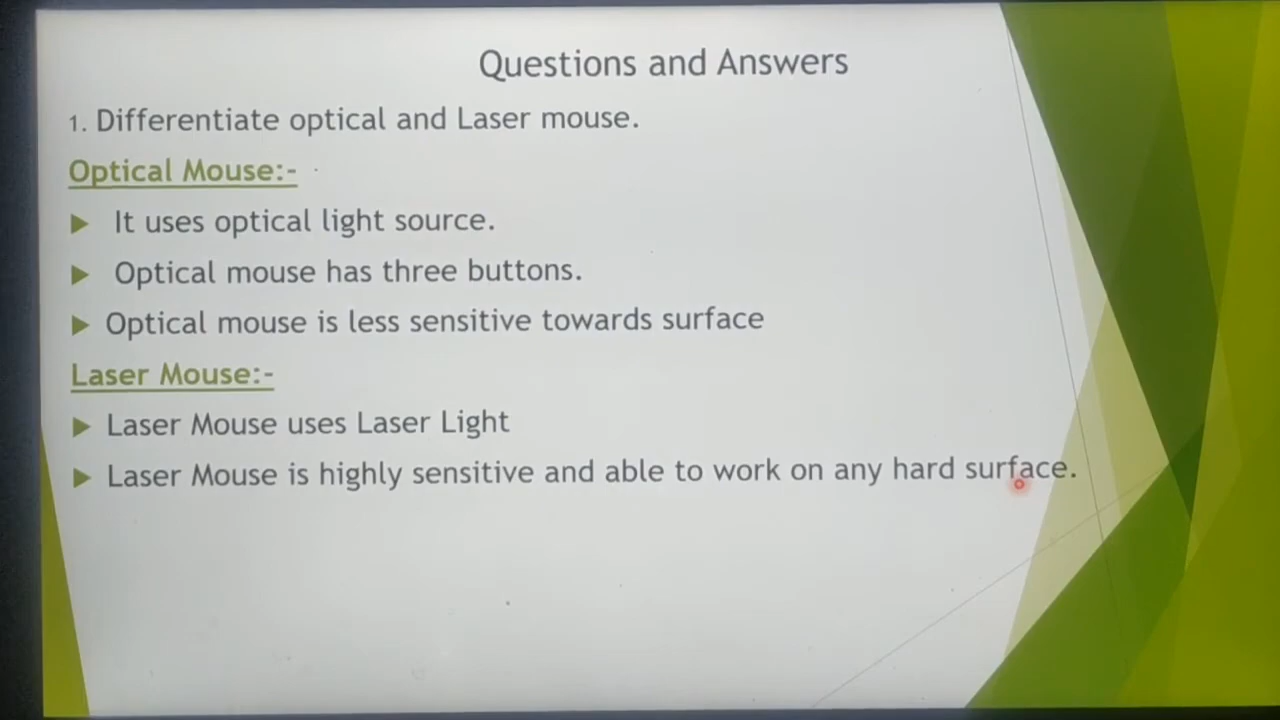 Questions and Answers
1. Differentiate optical and Laser mouse.
Optical Mouse:-
It uses optical light source.
Optical mouse has three buttons.
Optical mouse is less sensitive towards surface
Laser Mouse:-
Laser Mouse uses Laser Light
Laser Mouse is highly sensitive and able to work on any hard surface.